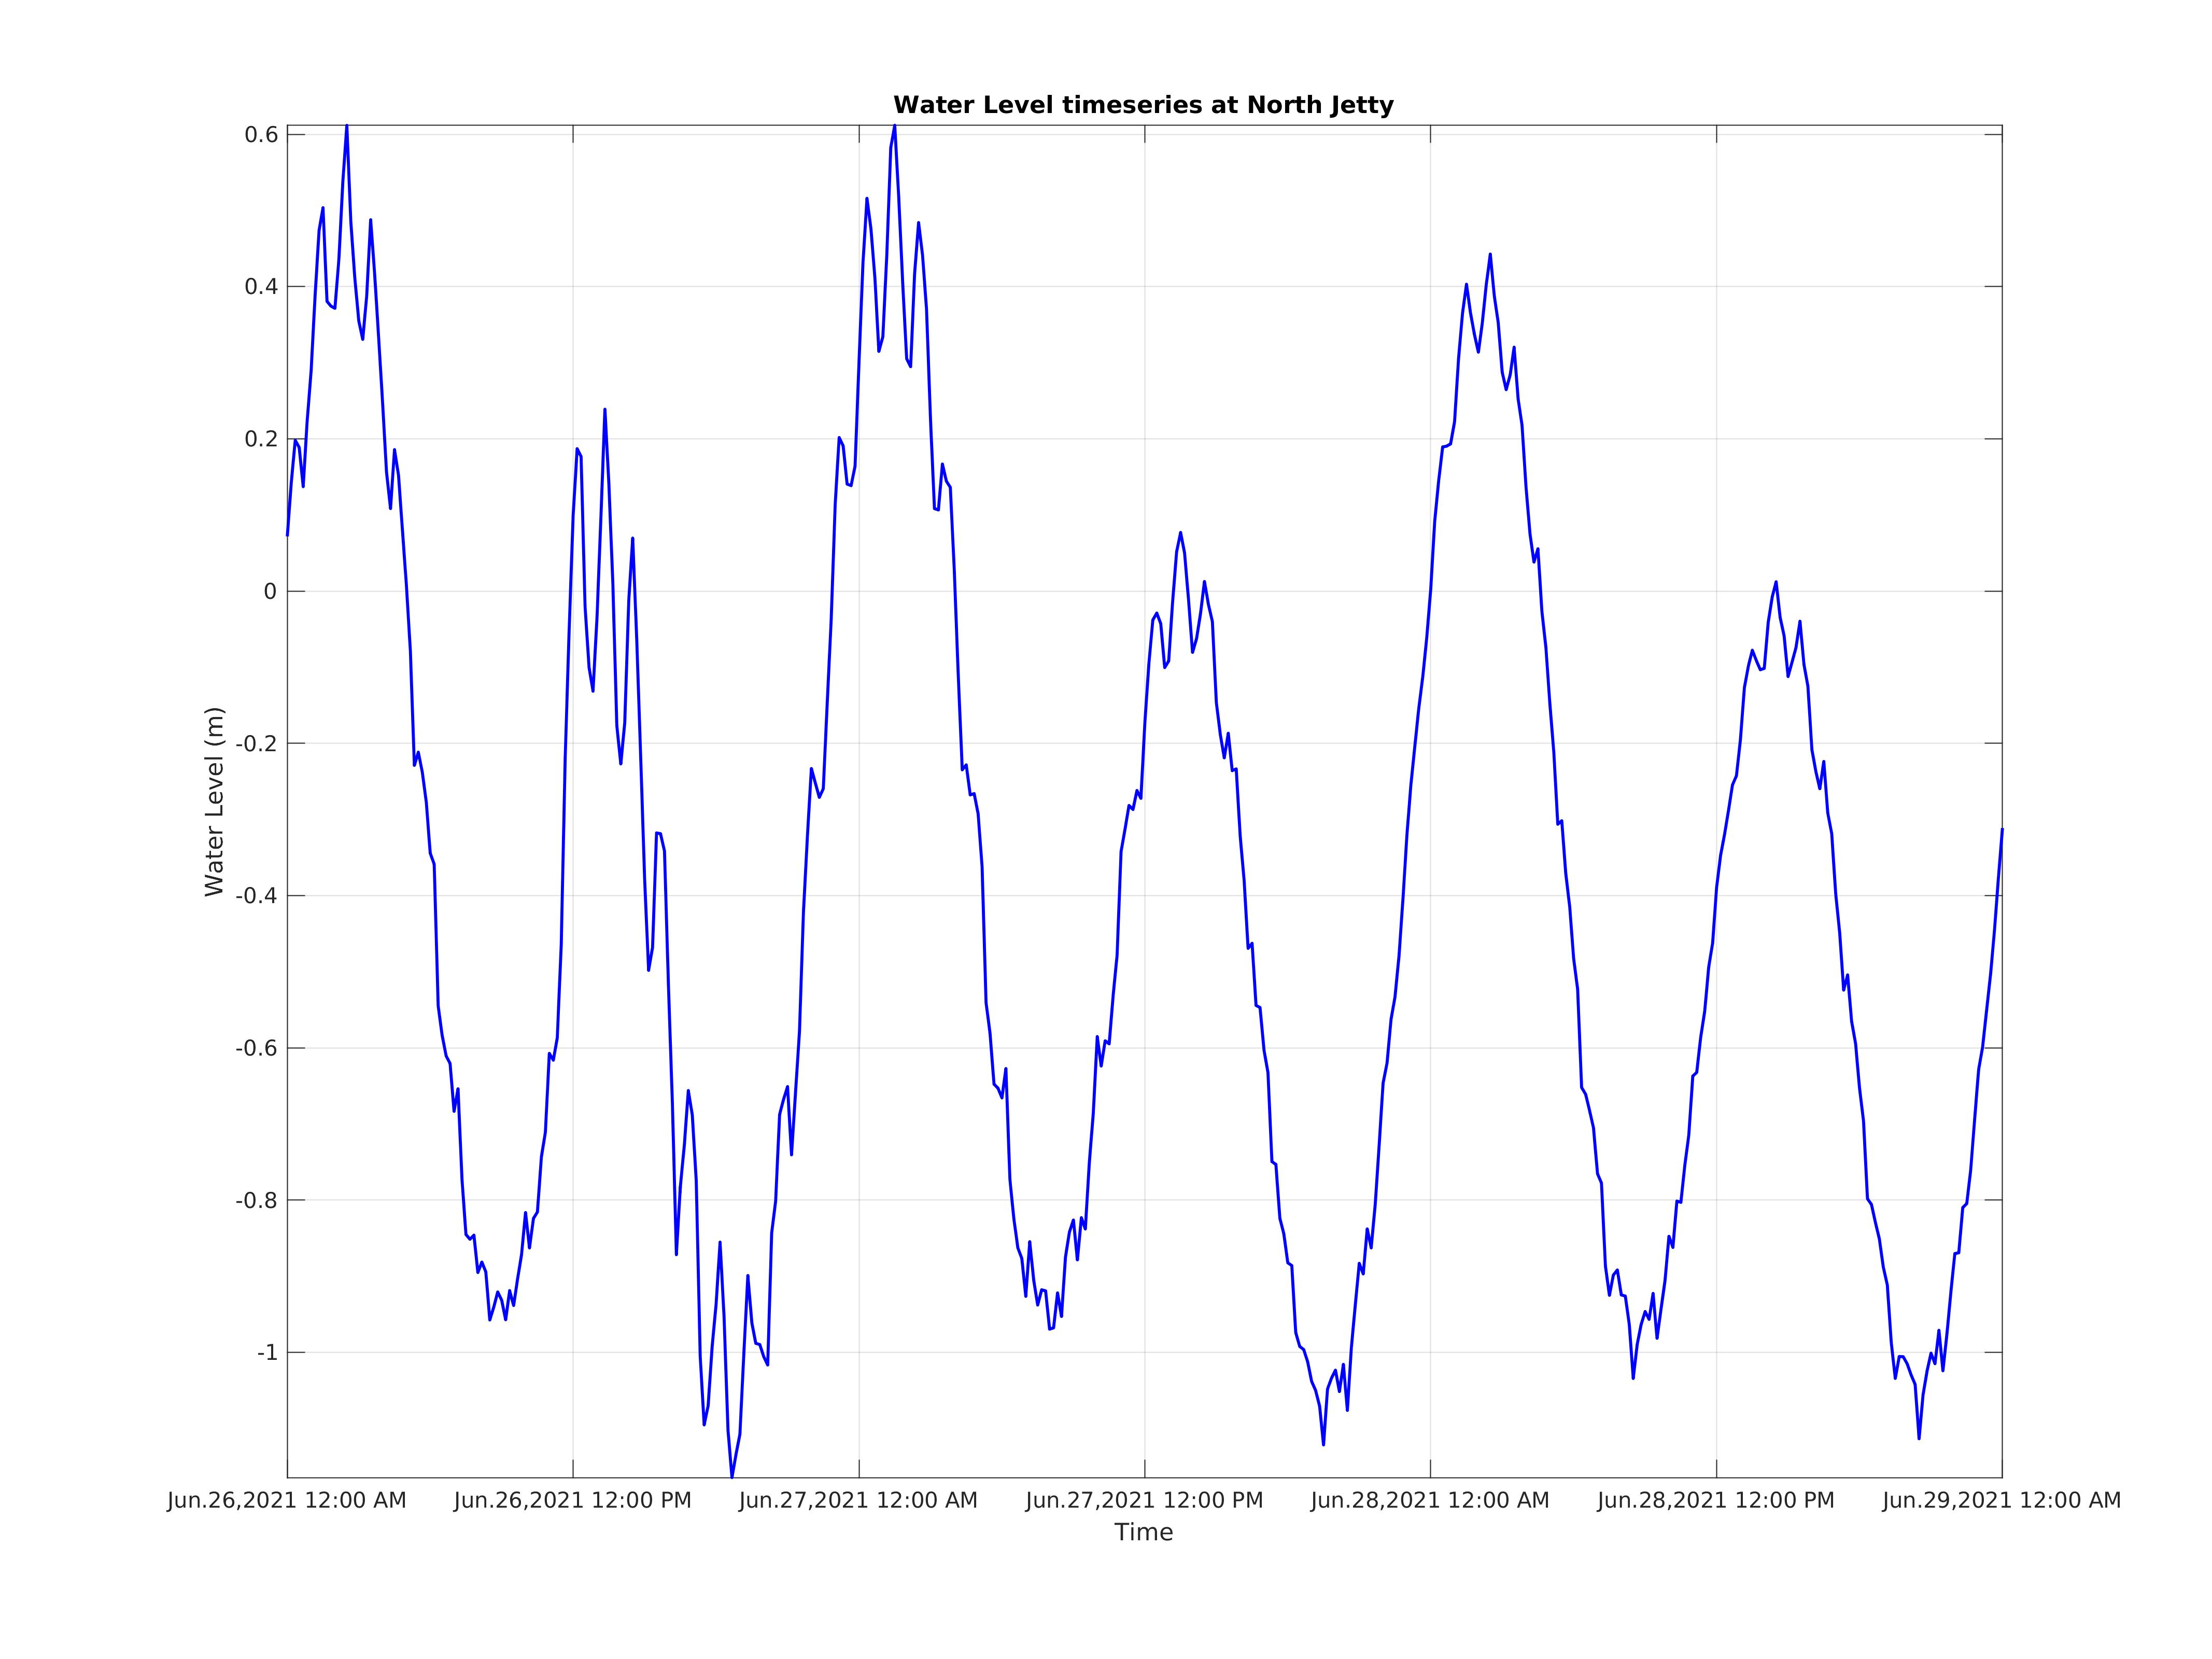 Water Level timeseries at North Jetty
0.6
0.4
0.2
0
-0.2
-0.4
-0.6
-0.8
-1
Water Level (m)
Jun.26,2021 12:00 AM
Jun.26,2021 12:00 PM
Jun.27,2021 12:00 AM
Jun.27,2021 12:00 PM
Jun.28,2021 12:00 AM
Jun.28,2021 12:00 PM
Jun.29,2021 12:00 AM
Time